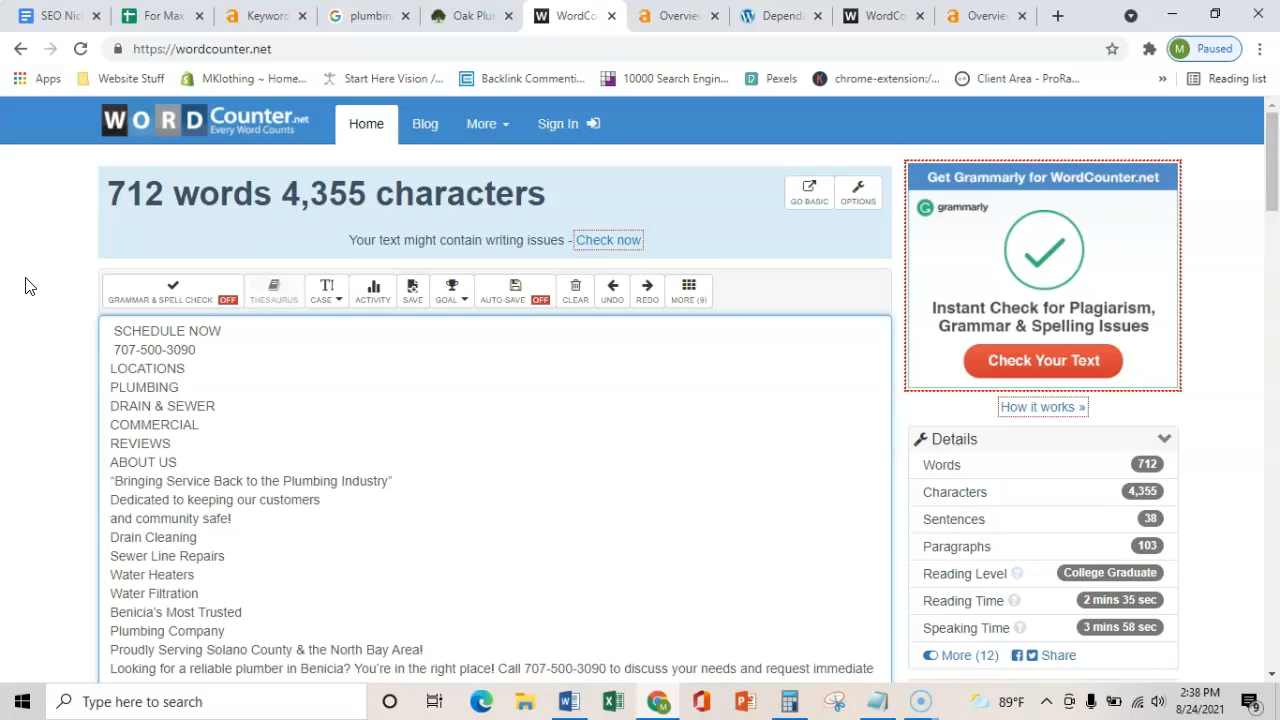 SEO Nic
For Max
Keyword
plumbin
Oak Plu
WordCo
Overvie
Depend
WordCo
Overvie
https://wordcounter.net
M Paused
Apps
Website Stuff
MKlothing ~ Home...
Start Here Vision /...
Backlink Commenti...
10000 Search Engin...
Pexels
chrome-extension:/...
Client Area - ProRa...
»
Reading list
WORD Counter.net
Every Word Counts
Home
Blog
More
Sign In
712 words 4,355 characters
GO BASIC
OPTIONS
Your text might contain writing issues - Check now
GRAMMAR & SPELL CHECK OFF
THESAURUS
CASE
ACTIVITY
SAVE
GOAL
AUTO-SAVE OFF
CLEAR
UNDO
REDO
MORE (9)
SCHEDULE NOW
707-500-3090
LOCATIONS
PLUMBING
DRAIN & SEWER
COMMERCIAL
REVIEWS
ABOUT US
“Bringing Service Back to the Plumbing Industry”
Dedicated to keeping our customers
and community safe!
Drain Cleaning
Sewer Line Repairs
Water Heaters
Water Filtration
Benicia’s Most Trusted
Plumbing Company
Proudly Serving Solano County & the North Bay Area!
Looking for a reliable plumber in Benicia? You’re in the right place! Call 707-500-3090 to discuss your needs and request immediate
Get Grammarly for WordCounter.net
grammarly
Instant Check for Plagiarism,
Grammar & Spelling Issues
Check Your Text
How it works »
Details
Words 712
Characters 4,355
Sentences 38
Paragraphs 103
Reading Level College Graduate
Reading Time 2 mins 35 sec
Speaking Time 3 mins 58 sec
More (12)
Share
Type here to search
89°F
2:38 PM
8/24/2021
9